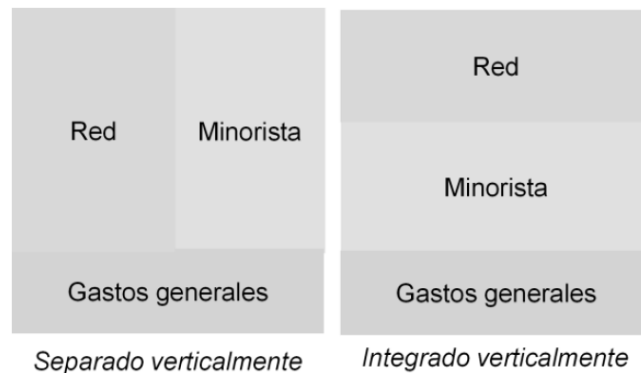 Red
Minorista
Gastos generales
Separado verticalmente
Red
Minorista
Gastos generales
Integrado verticalmente